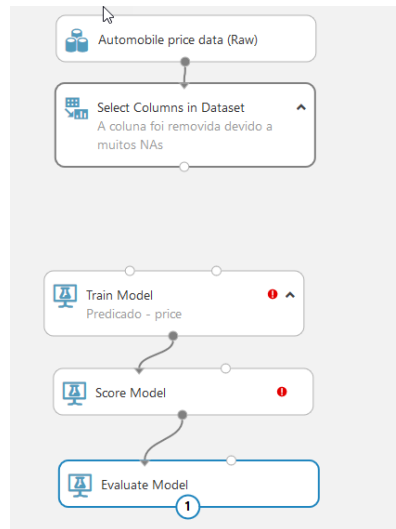 Automobile price data (Raw)
Select Columns in Dataset
A coluna foi removida devido a
muitos NAs
Train Model
Predicado - price
Score Model
Evaluate Model
1